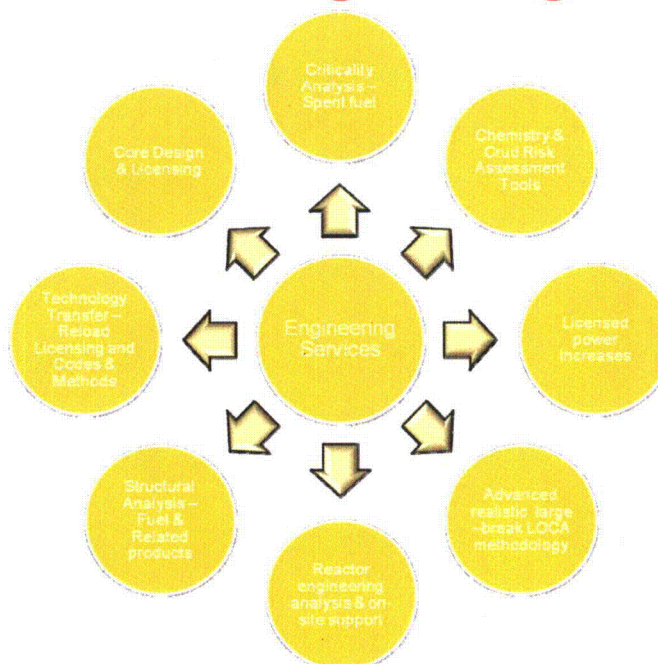 Criticality
Analysis –
Spent fuel
Chemistry &
Crud Risk
Assessment
Tools
Licensed
power
increases
Advanced
realistic large
-break LOCA
methodology
Reactor
engineering
analysis & on-
site support
Structural
Analysis –
Fuel &
Related
products
Technology
Transfer –
Reload
Licensing and
Codes &
Methods
Core Design
& Licensing
Engineering
Services